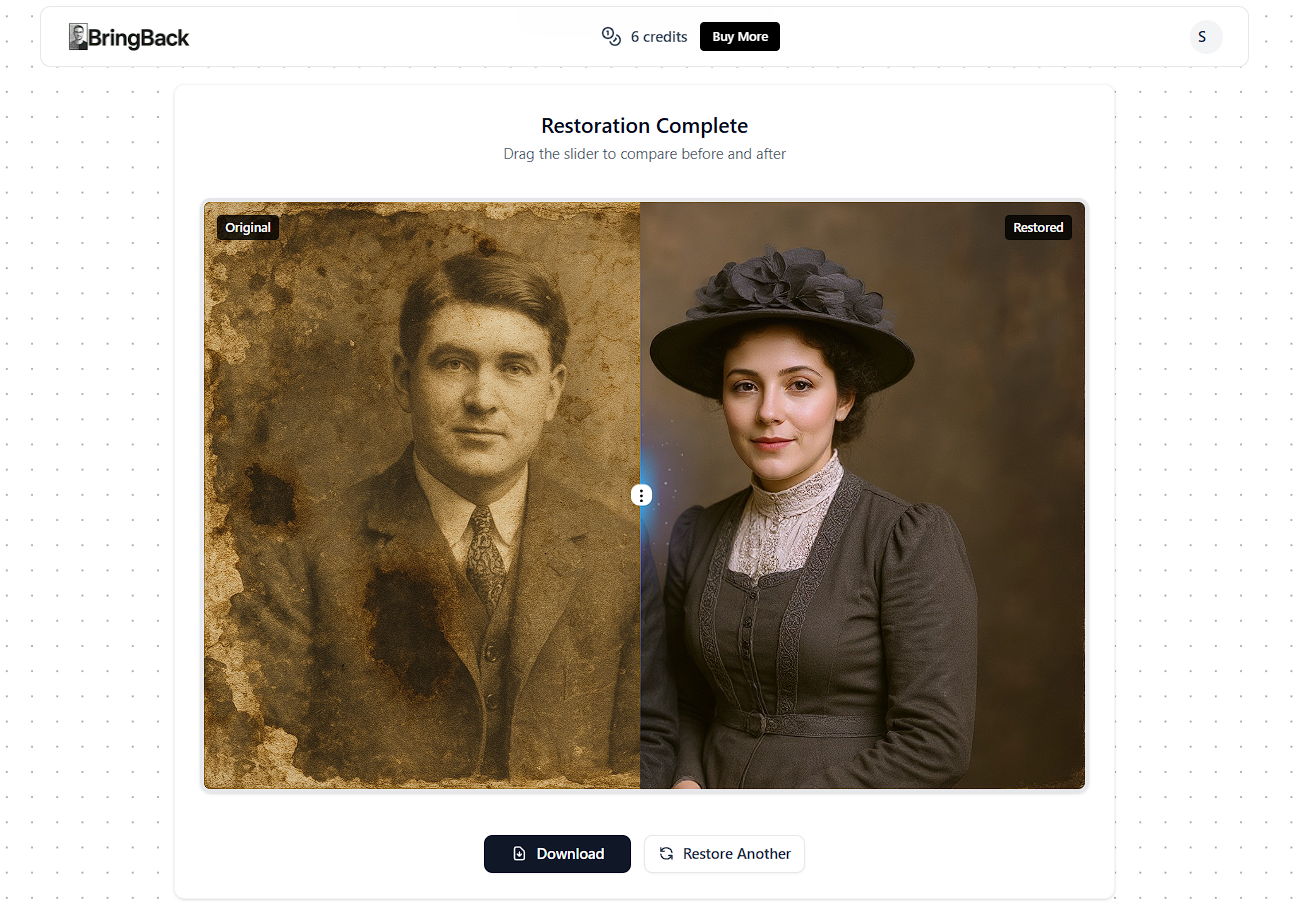 BringBack
6 credits
Buy More
S
Restoration Complete
Drag the slider to compare before and after
Original
Restored
Download
Restore Another